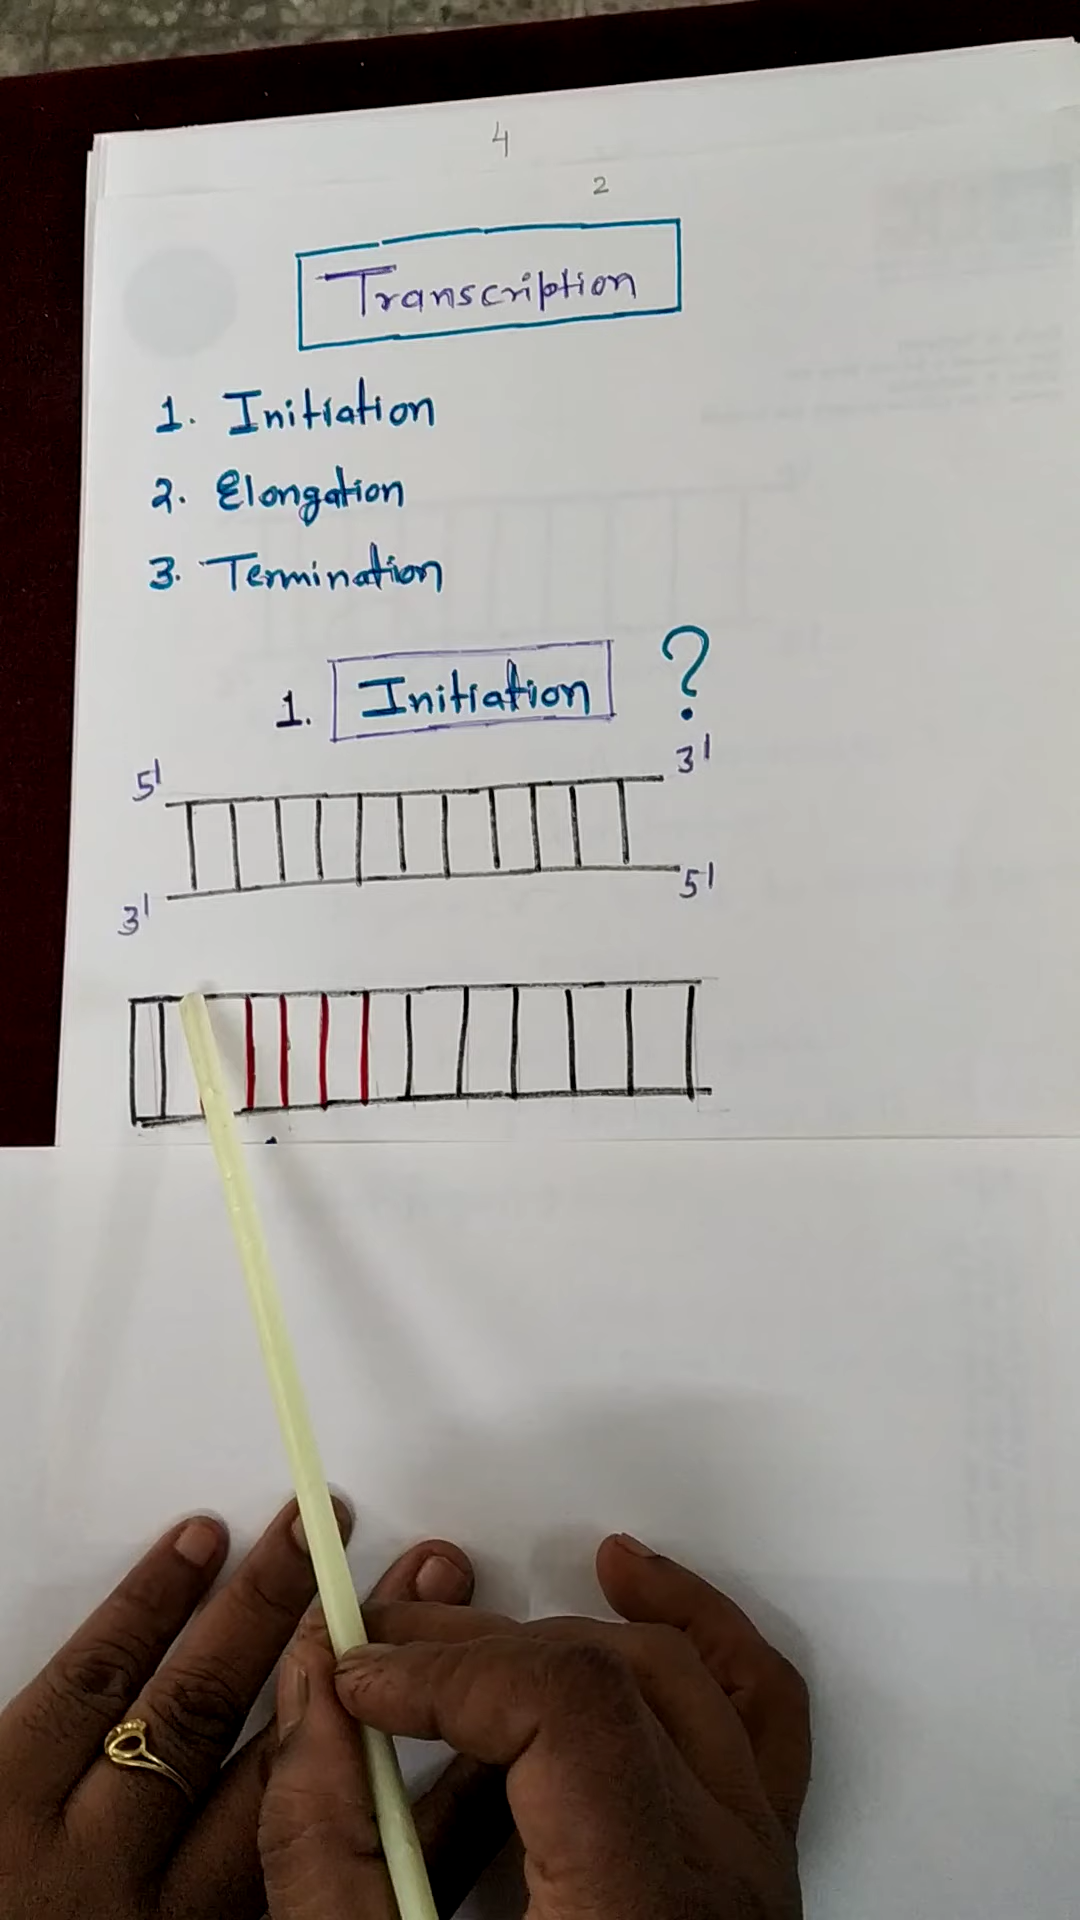 4
2
Transcription
1. Initiation
2. Elongation
3. Termination
1. Initiation ?
5' 3'
3' 5'